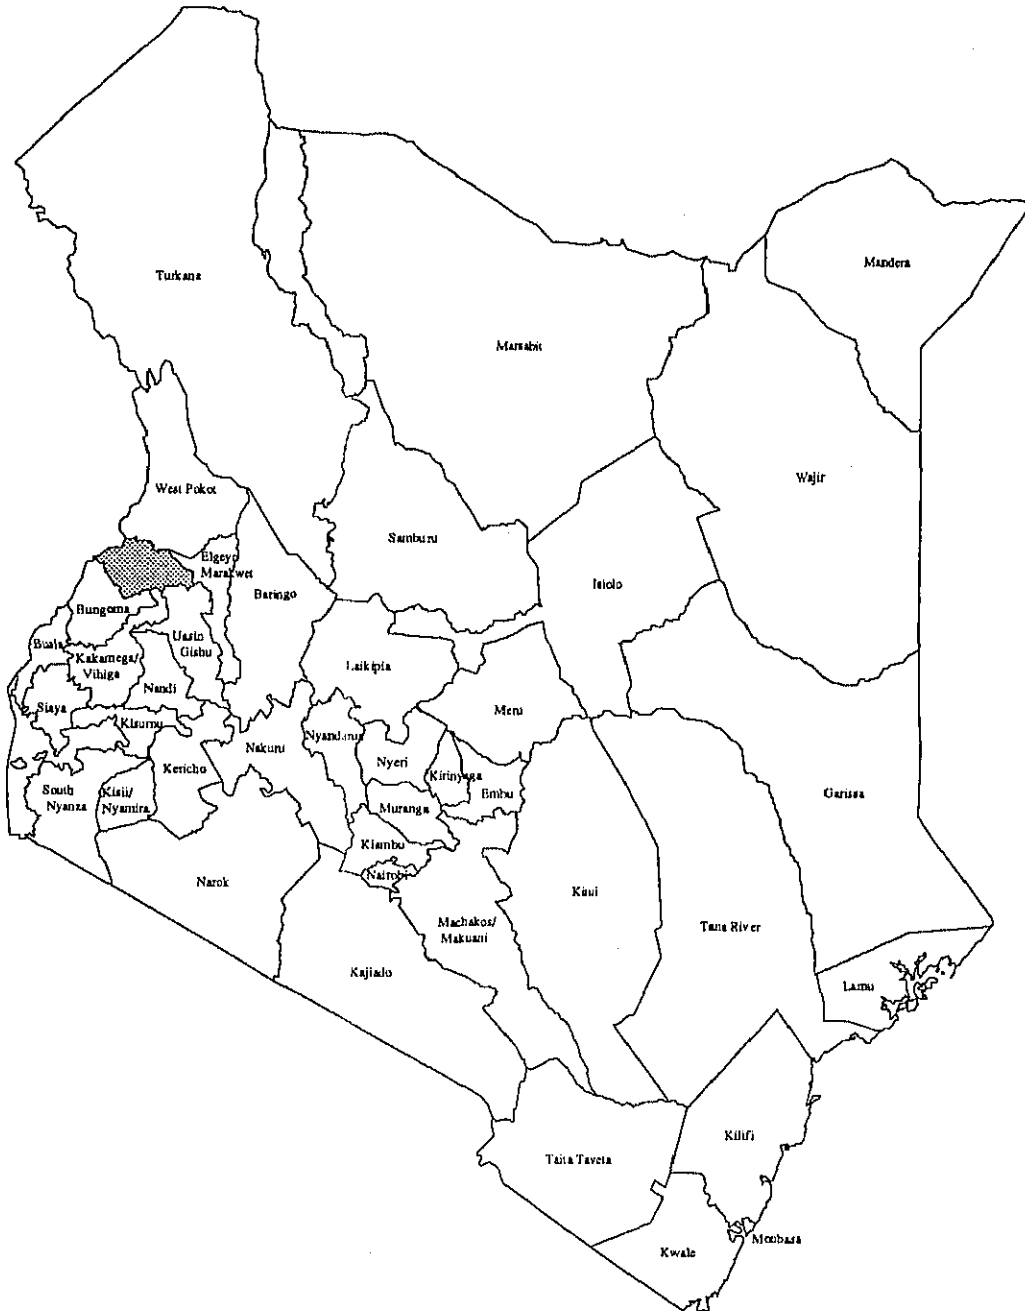 Mandera
Turkana
Marsabit
Wajir
West Pokot
Samburu
Elgeyo
Marakwet
Isiolo
Baringo
Bungoma
Busia
Uasin
Gishu
Kakamega/
Vihiga
Laikipia
Nandi
Siaya
Meru
Kisumu
Nyandarua
Nakuru
Nyeri
Kericho
Kirinyaga
South
Nyanza
Kisii/
Nyamira
Embu
Garissa
Muranga
Kiambu
Nairobi
Narok
Kitui
Machakos/
Makuani
Tana River
Kajiado
Lamu
Kilifi
Taita Taveta
Mombasa
Kwale